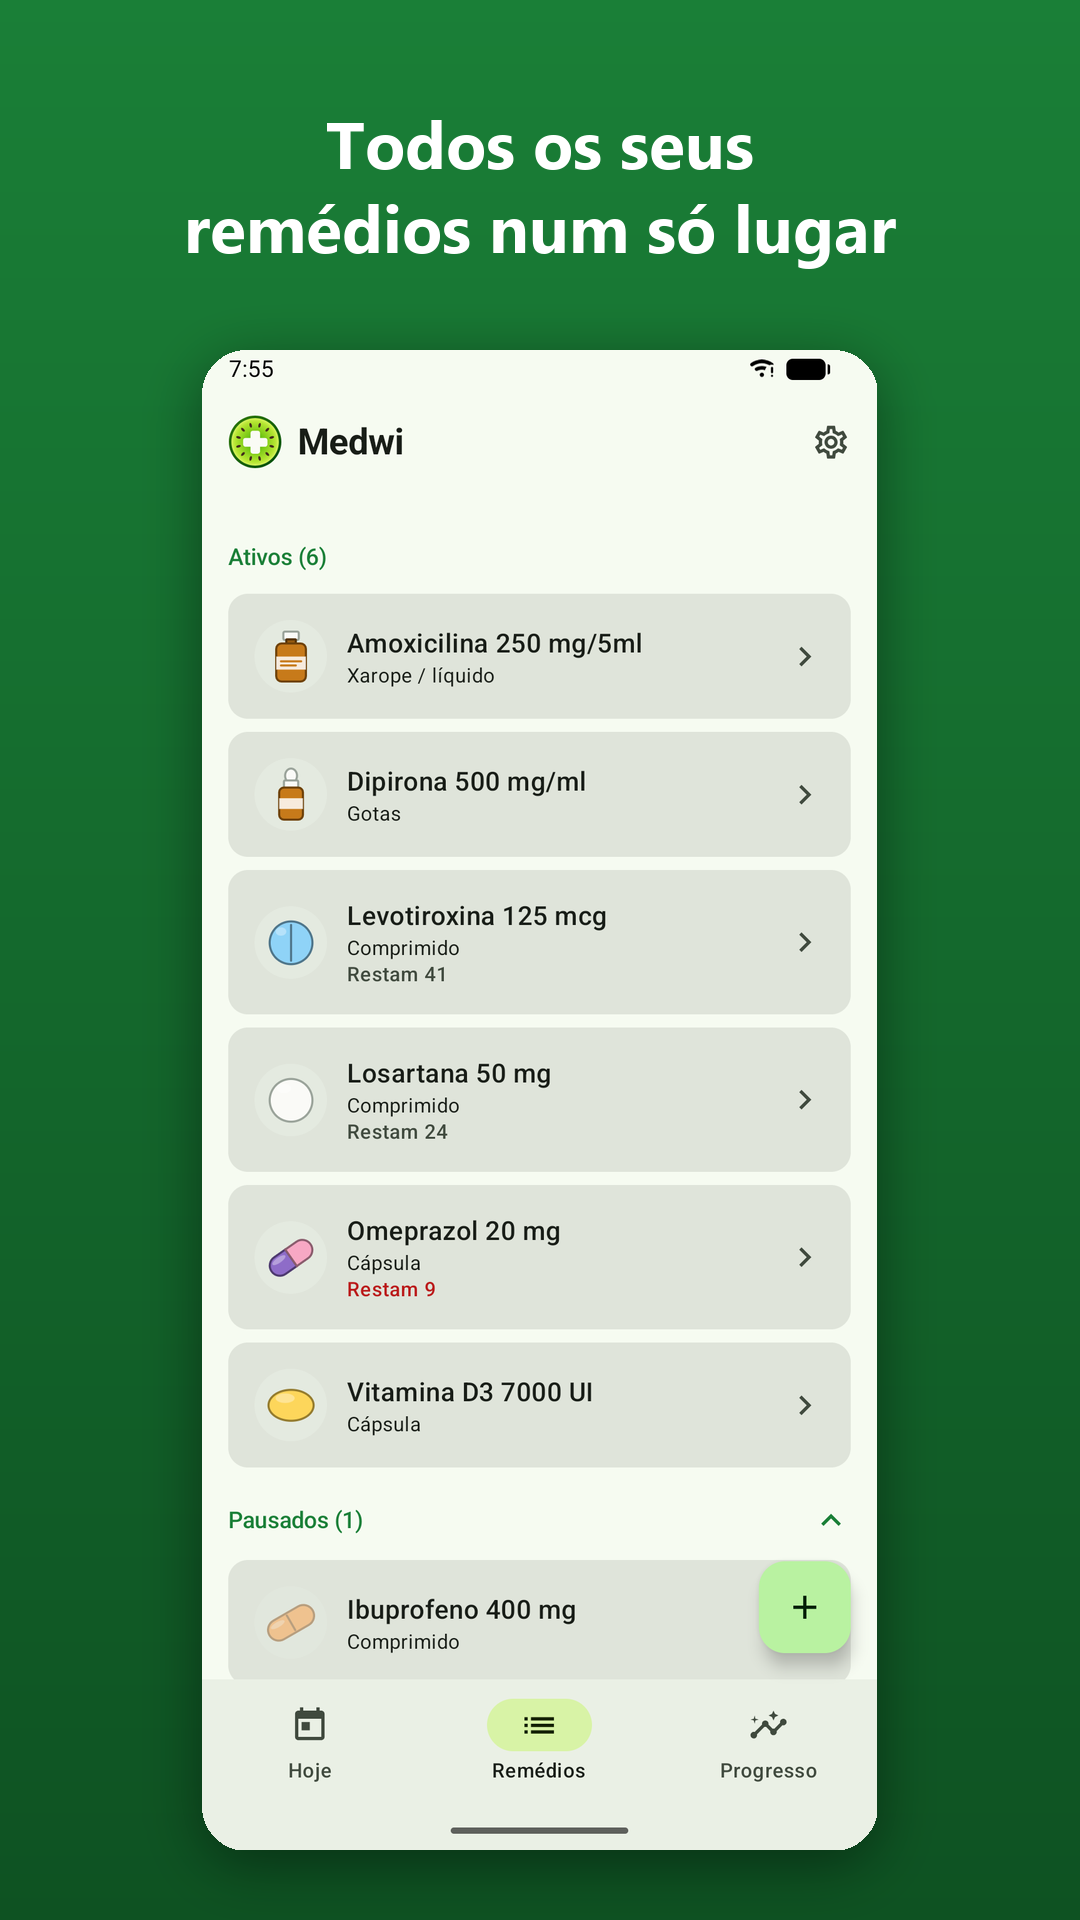 Todos os seus
remédios num só lugar
7:55
Medwi
Ativos (6)
Amoxicilina 250 mg/5ml
Xarope / líquido
Dipirona 500 mg/ml
Gotas
Levotiroxina 125 mcg
Comprimido
Restam 41
Losartana 50 mg
Comprimido
Restam 24
Omeprazol 20 mg
Cápsula
Restam 9
Vitamina D3 7000 UI
Cápsula
Pausados (1)
Ibuprofeno 400 mg
Comprimido
Hoje
Remédios
Progresso